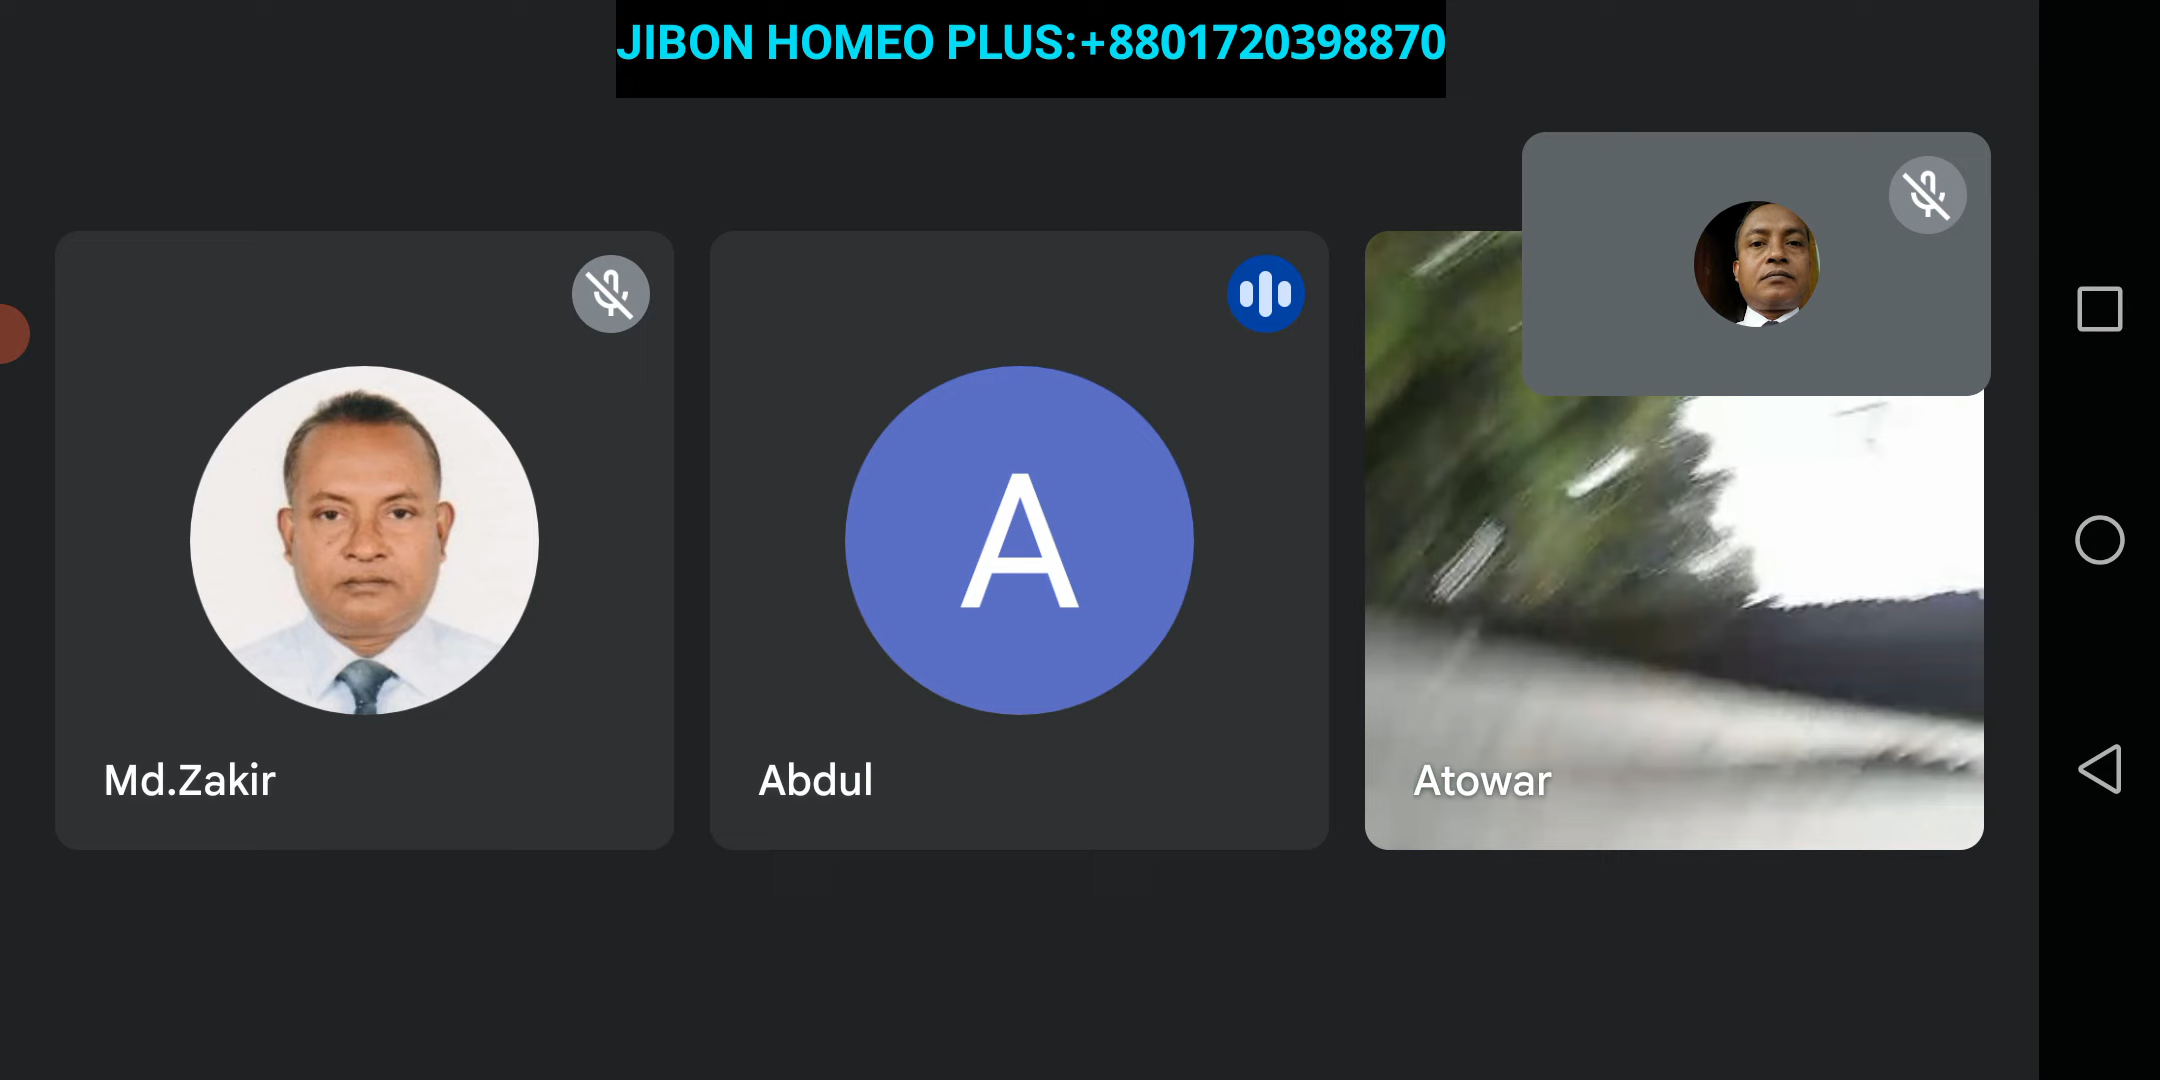 JIBON HOMEO PLUS:+8801720398870
A
Md.Zakir
Abdul
Atowar